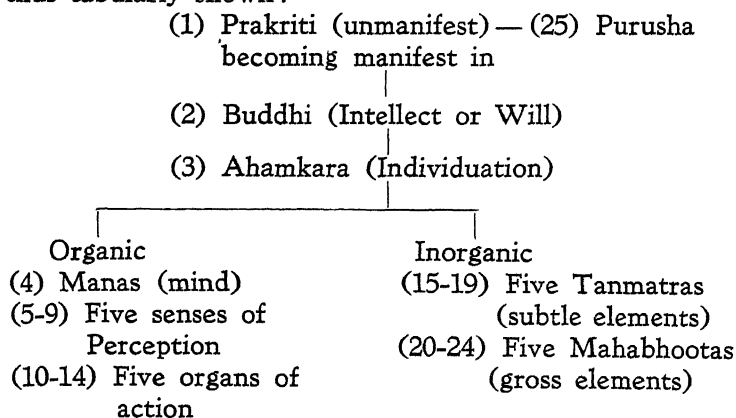 thus tabularly shown:
(1) Prakriti (unmanifest) — (25) Purusha
becoming manifest in
(2) Buddhi (Intellect or Will)
(3) Ahamkara (Individuation)
Organic
(4) Manas (mind)
(5-9) Five senses of
Perception
(10-14) Five organs of
action
Inorganic
(15-19) Five Tanmatras
(subtle elements)
(20-24) Five Mahabhootas
(gross elements)